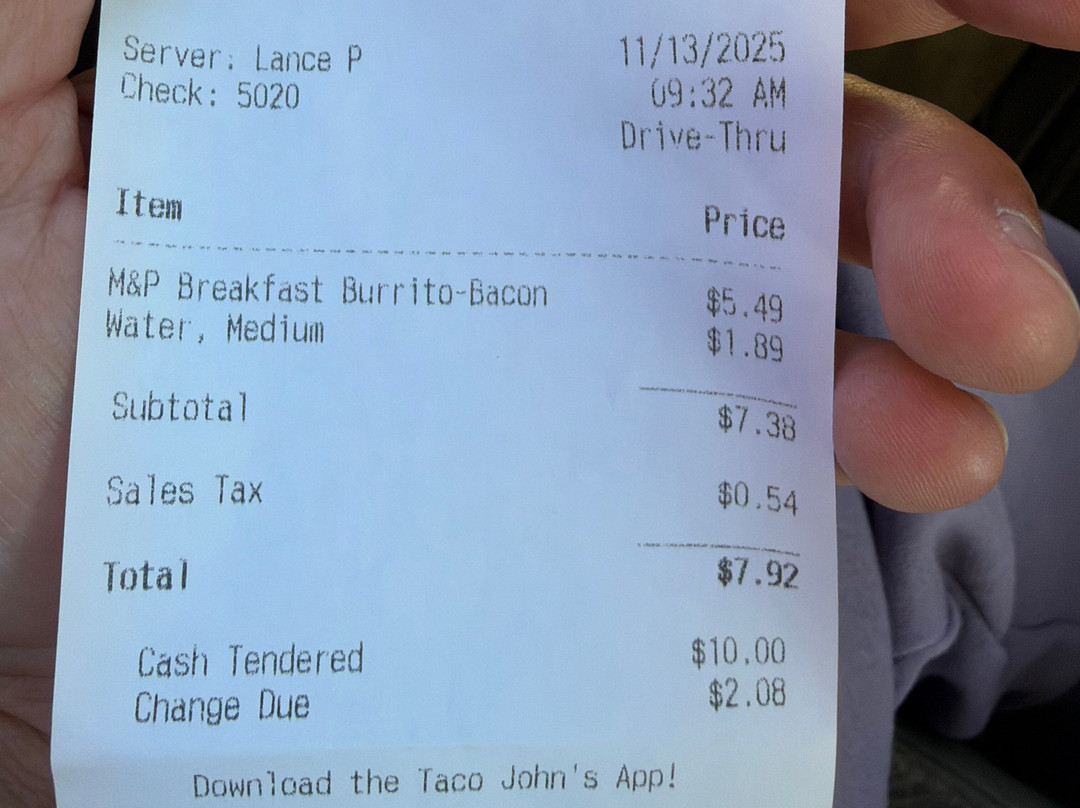 Server: Lance P 11/13/2025
Check: 5020 09:32 AM
Drive-Thru
Item Price
M&P Breakfast Burrito-Bacon $5.49
Water, Medium $1.89
Subtotal $7.38
Sales Tax $0.54
Total $7.92
Cash Tendered $10.00
Change Due $2.08
Download the Taco John's App!